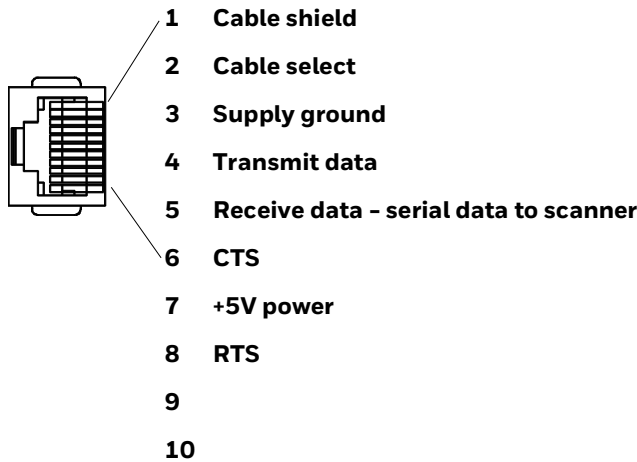 1 Cable shield
2 Cable select
3 Supply ground
4 Transmit data
5 Receive data - serial data to scanner
6 CTS
7 +5V power
8 RTS
9
10